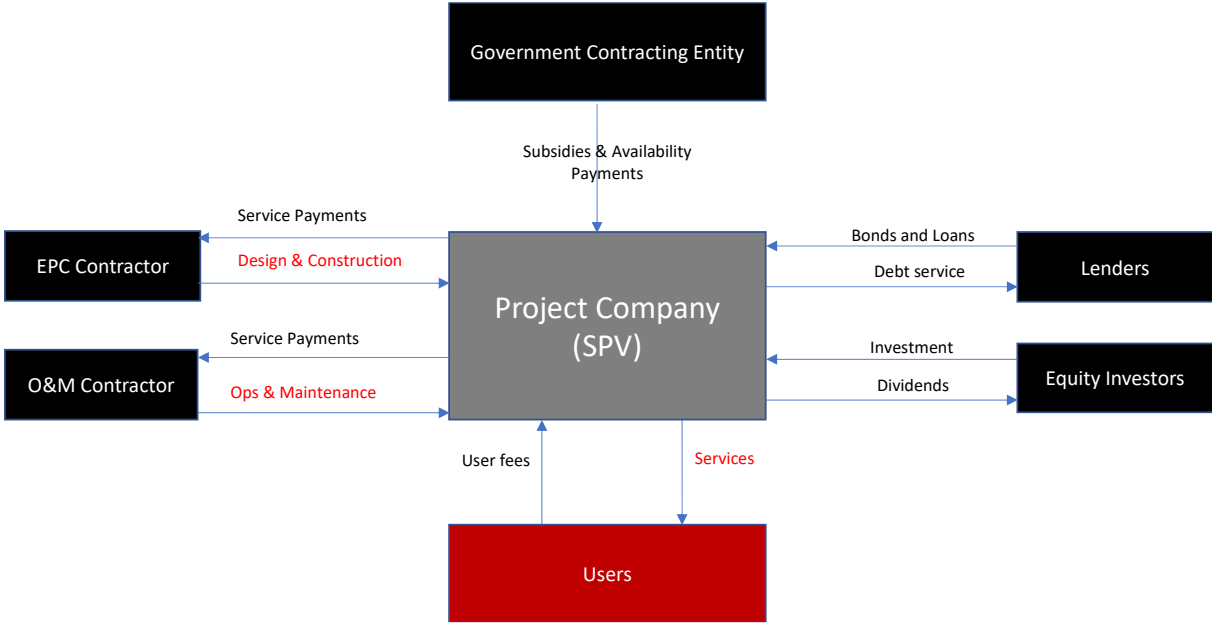 Government Contracting Entity
Subsidies & Availability
Payments
Service Payments
EPC Contractor
Design & Construction
Service Payments
O&M Contractor
Ops & Maintenance
Project Company
(SPV)
Bonds and Loans
Lenders
Debt service
Investment
Equity Investors
Dividends
User fees
Services
Users